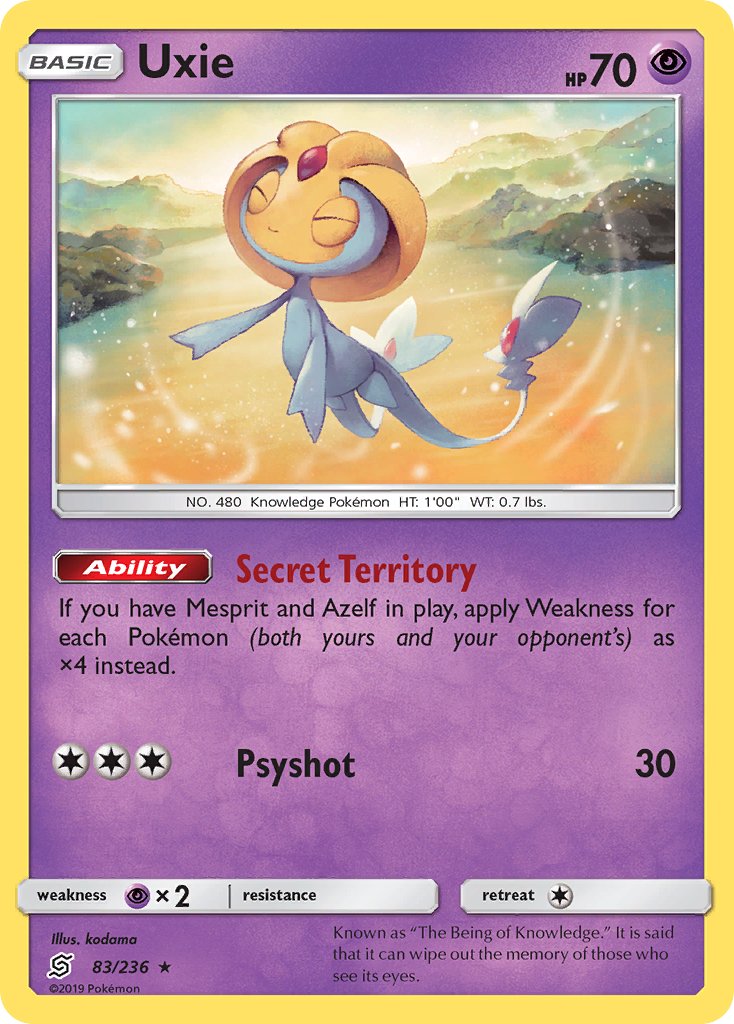 BASIC Uxie HP70
NO. 480 Knowledge Pokémon HT: 1'00" WT: 0.7 lbs.
Ability Secret Territory
If you have Mesprit and Azelf in play, apply Weakness for
each Pokémon (both yours and your opponent's) as
×4 instead.
Psyshot 30
weakness ×2 resistance retreat
Illus. kodama
83/236 ★
©2019 Pokémon
Known as “The Being of Knowledge.” It is said
that it can wipe out the memory of those who
see its eyes.